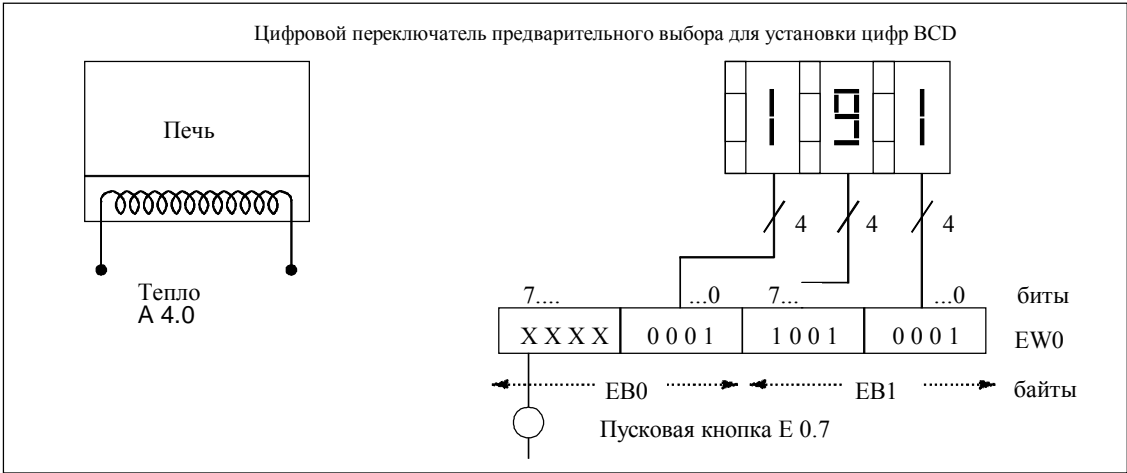 Цифровой переключатель предварительного выбора для установки цифр BCD
Печь
1 9 1
4 4 4
Тепло
A 4.0
7.... ...0 7... ...0 биты
X X X X 0 0 0 1 1 0 0 1 0 0 0 1 EW0
EB0 EB1 байты
Пусковая кнопка E 0.7